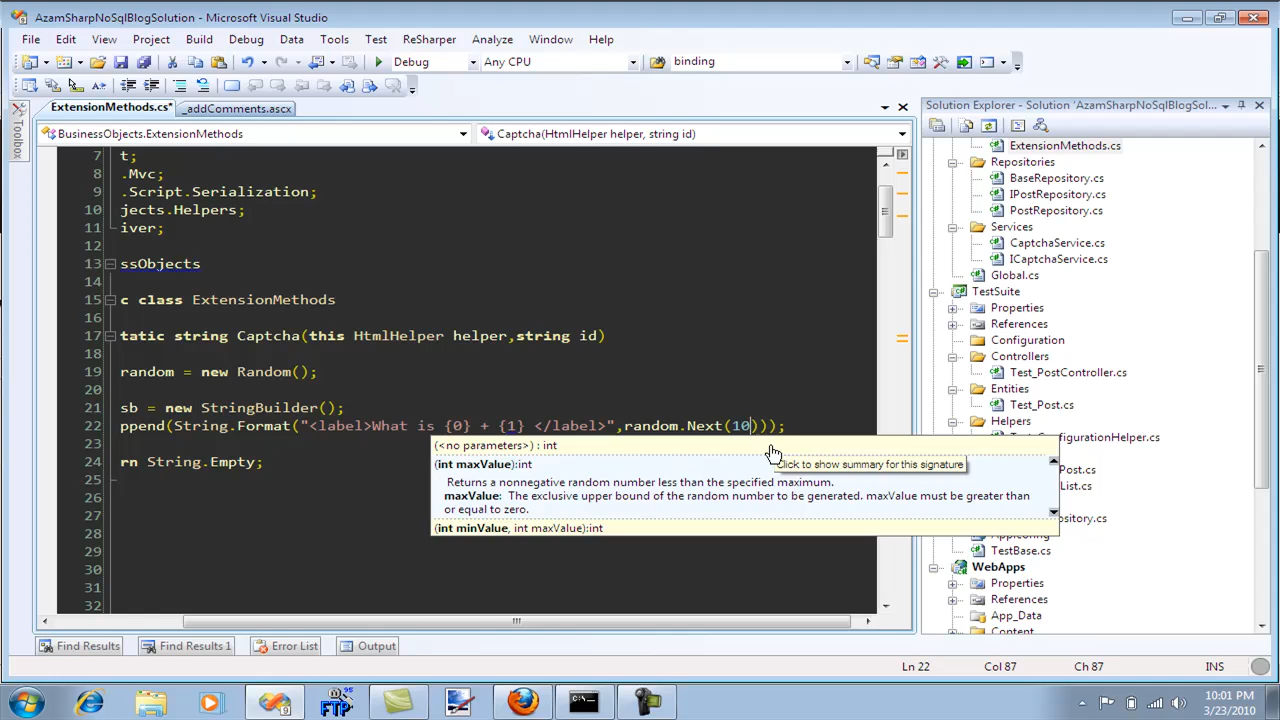 AzamSharpNoSqlBlogSolution - Microsoft Visual Studio
File Edit View Project Build Debug Data Tools Test ReSharper Analyze Window Help
Debug Any CPU binding
ExtensionMethods.cs* _addComments.ascx
BusinessObjects.ExtensionMethods Captcha(HtmlHelper helper, string id)
Toolbox
7 t;
8 .Mvc;
9 .Script.Serialization;
10 jects.Helpers;
11 iver;
12
13 ssObjects
14
15 c class ExtensionMethods
16
17 tatic string Captcha(this HtmlHelper helper,string id)
18
19 random = new Random();
20
21 sb = new StringBuilder();
22 ppend(String.Format("<label>What is {0} + {1} </label>",random.Next(10)));
24 rn String.Empty;
25
26
27
28
29
30
31
32
(<no parameters>) : int
(int maxValue):int
Click to show summary for this signature
Returns a nonnegative random number less than the specified maximum.
maxValue: The exclusive upper bound of the random number to be generated. maxValue must be greater than
or equal to zero.
(int minValue, int maxValue):int
Solution Explorer - Solution 'AzamSharpNoSqlBlogSol...
ExtensionMethods.cs
Repositories
BaseRepository.cs
IPostRepository.cs
PostRepository.cs
Services
CaptchaService.cs
ICaptchaService.cs
Global.cs
TestSuite
Properties
References
Configuration
Controllers
Test_PostController.cs
Entities
Test_Post.cs
Helpers
figurationHelper.cs
Post.cs
List.cs
ository.cs
TestBase.cs
WebApps
Properties
References
App_Data
Content
Find Results Find Results 1 Error List Output
Ln 22 Col 87 Ch 87 INS
FTP
10:01 PM
3/23/2010